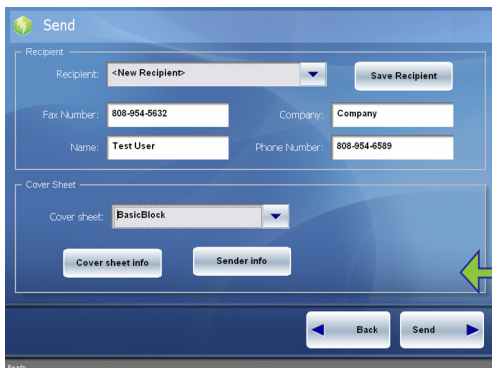 Send
Recipient
Recipient: <New Recipient> Save Recipient
Fax Number: 808-954-5632 Company: Company
Name: Test User Phone Number: 808-954-6589
Cover Sheet
Cover sheet: BasicBlock
Cover sheet info Sender info
Back Send
Ready